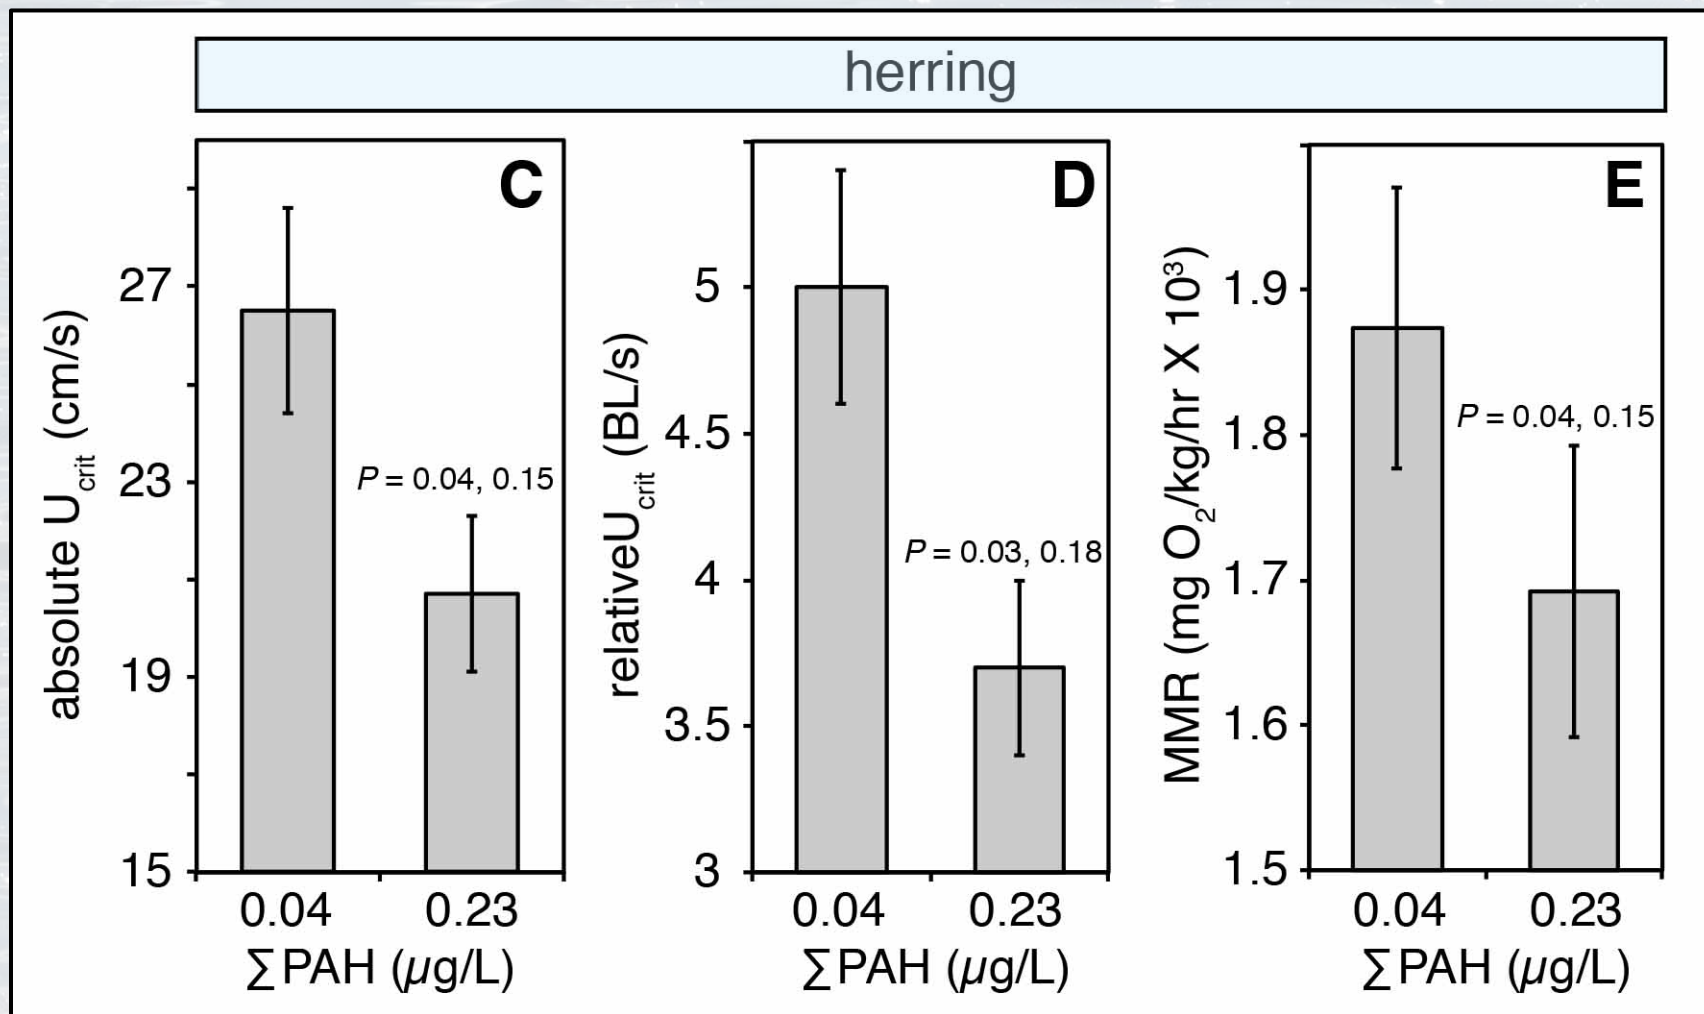 herring
C
absolute U_crit (cm/s)
27
23
19
15
P = 0.04, 0.15
0.04
0.23
∑PAH (µg/L)
D
relativeU_crit (BL/s)
5
4.5
4
3.5
3
P = 0.03, 0.18
0.04
0.23
∑PAH (µg/L)
E
MMR (mg O₂/kg/hr X 10³)
1.9
1.8
1.7
1.6
1.5
P = 0.04, 0.15
0.04
0.23
∑PAH (µg/L)